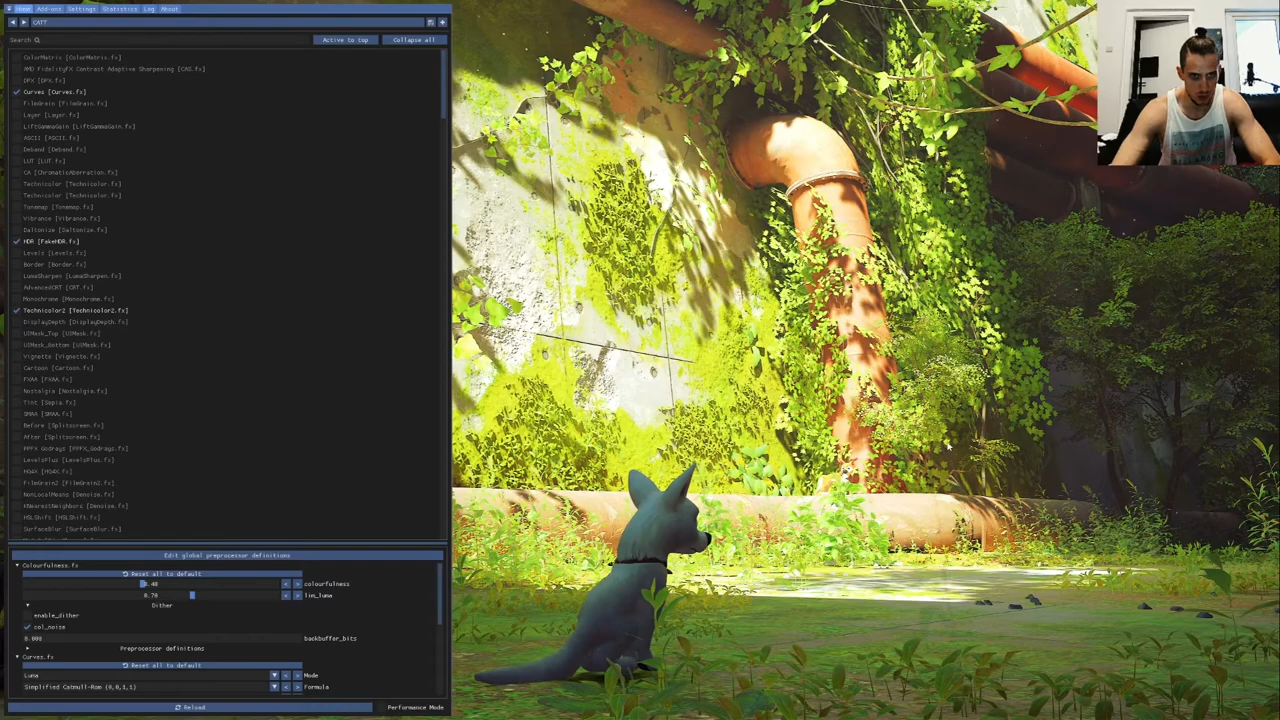 Home Add-ons Settings Statistics Log About
CATT
Search Active to top Collapse all
ColorMatrix [ColorMatrix.fx]
AMD FidelityFX Contrast Adaptive Sharpening [CAS.fx]
DPX [DPX.fx]
Curves [Curves.fx]
FilmGrain [FilmGrain.fx]
Layer [Layer.fx]
LiftGammaGain [LiftGammaGain.fx]
ASCII [ASCII.fx]
Deband [Deband.fx]
LUT [LUT.fx]
CA [ChromaticAberration.fx]
Technicolor [Technicolor.fx]
Technicolor [Technicolor.fx]
Tonemap [Tonemap.fx]
Vibrance [Vibrance.fx]
Daltonize [Daltonize.fx]
HDR [FakeHDR.fx]
Levels [Levels.fx]
Border [Border.fx]
LumaSharpen [LumaSharpen.fx]
AdvancedCRT [CRT.fx]
Monochrome [Monochrome.fx]
Technicolor2 [Technicolor2.fx]
DisplayDepth [DisplayDepth.fx]
UIMask_Top [UIMask.fx]
UIMask_Bottom [UIMask.fx]
Vignette [Vignette.fx]
Cartoon [Cartoon.fx]
FXAA [FXAA.fx]
Nostalgia [Nostalgia.fx]
Tint [Sepia.fx]
SMAA [SMAA.fx]
Before [Splitscreen.fx]
After [Splitscreen.fx]
PPFX Godrays [PPFX_Godrays.fx]
LevelsPlus [LevelsPlus.fx]
HQ4X [HQ4X.fx]
FilmGrain2 [FilmGrain2.fx]
NonLocalMeans [Denoise.fx]
KNearestNeighbors [Denoise.fx]
HSLShift [HSLShift.fx]
SurfaceBlur [SurfaceBlur.fx]
Edit global preprocessor definitions
Colourfulness.fx
Reset all to default
< > colourfulness
0.70 < > lim_luma
Dither
enable_dither
col_noise
backbuffer_bits
Preprocessor definitions
Curves.fx
Reset all to default
Luma < > Mode
Simplified Catmull-Rom (0,0,1,1) < > Formula
Reload Performance Mode